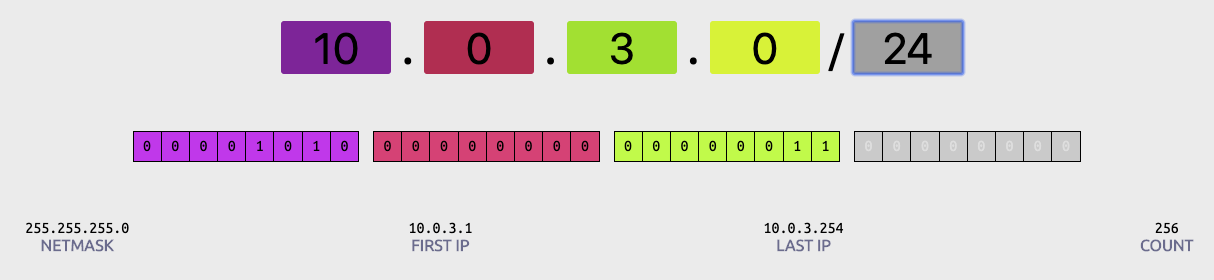 10 . 0 . 3 . 0 / 24
0 0 0 0 1 0 1 0 0 0 0 0 0 0 0 0 0 0 0 0 0 0 1 1 0 0 0 0 0 0 0 0
255.255.255.0 10.0.3.1 10.0.3.254 256
NETMASK FIRST IP LAST IP COUNT